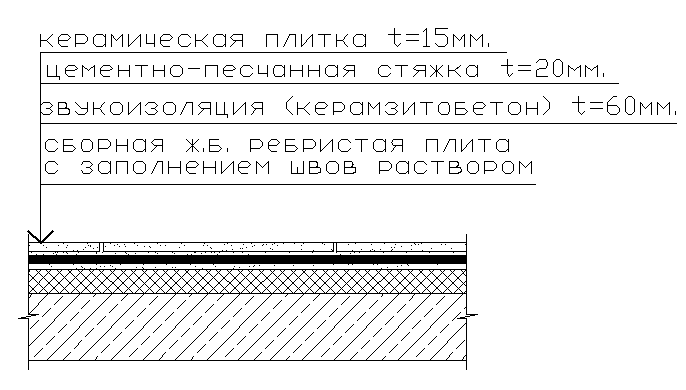 керамическая плитка t=15мм.
цементно-песчанная стяжка t=20мм.
звукоизоляция (керамзитобетон) t=60мм.
сборная ж.б. ребристая плита
с заполнением швов раствором